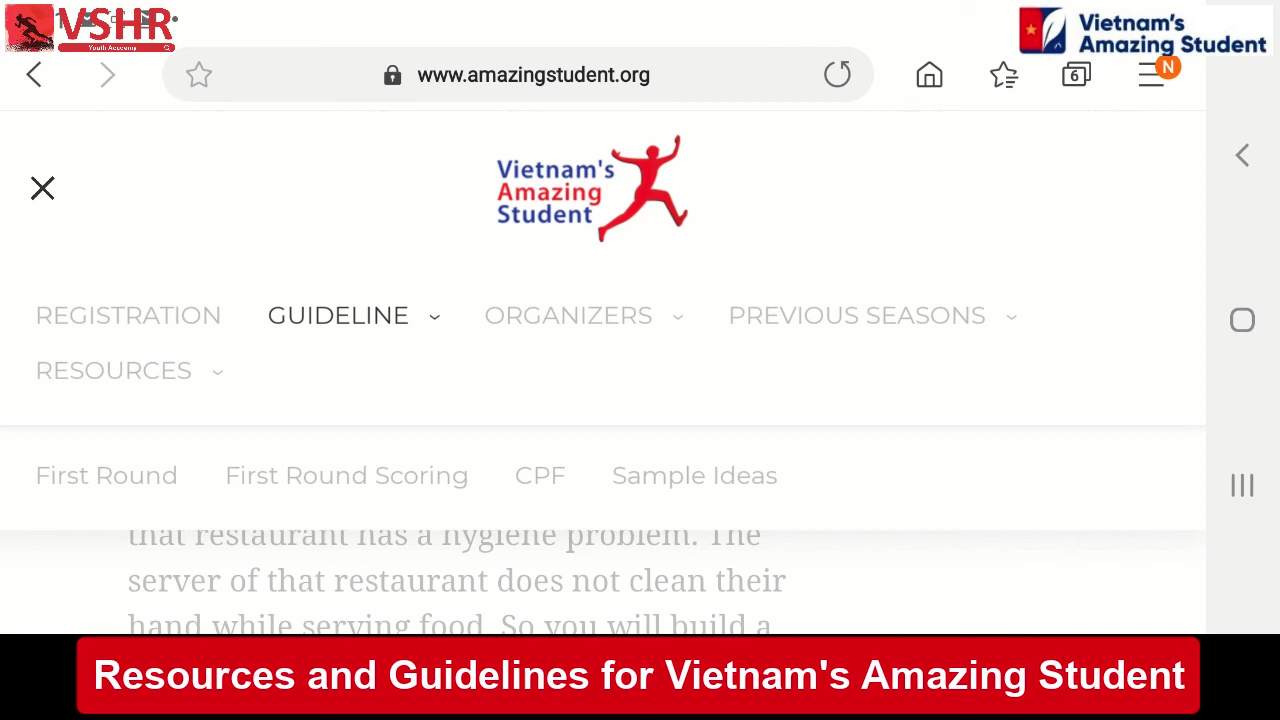 VSHR
Youth Academy
Vietnam's
Amazing Student
www.amazingstudent.org
6
N
Vietnam's
Amazing
Student
REGISTRATION GUIDELINE ORGANIZERS PREVIOUS SEASONS
RESOURCES
First Round First Round Scoring CPF Sample Ideas
that restaurant has a hygiene problem. The
server of that restaurant does not clean their
hand while serving food. So you will build a
Resources and Guidelines for Vietnam's Amazing Student